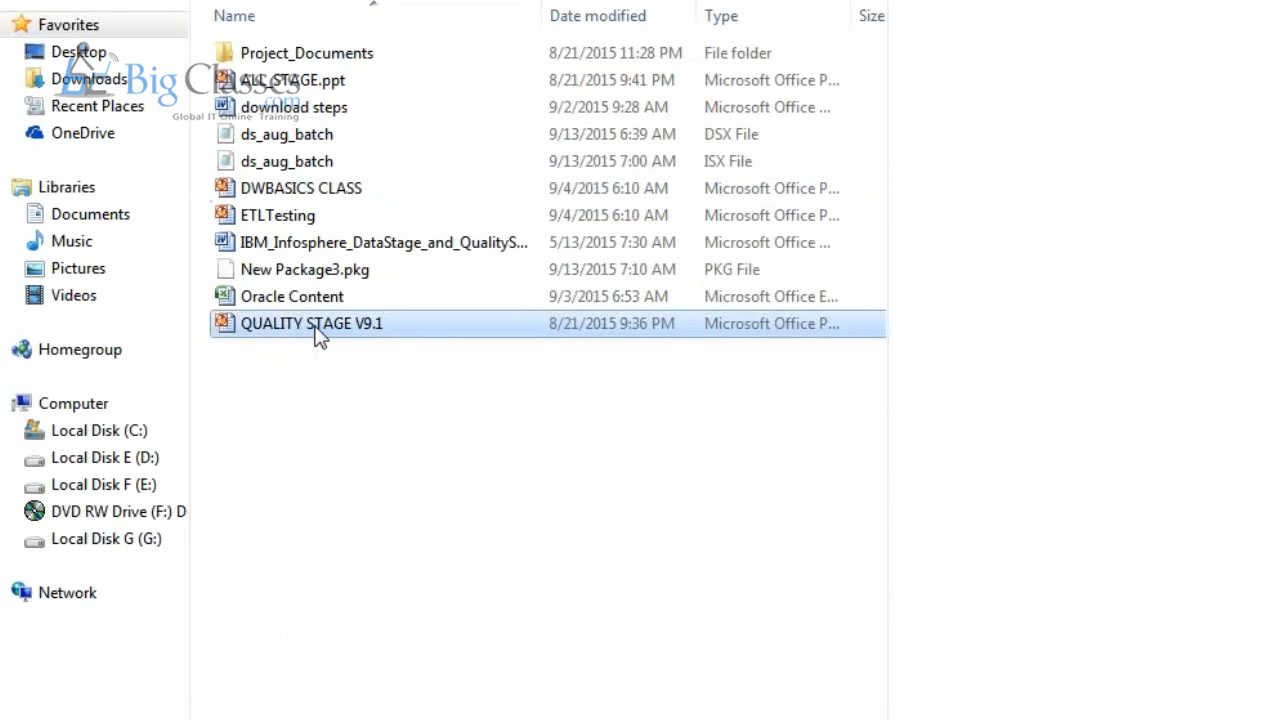 Name Date modified Type Size
Favorites
Desktop
Downloads
Recent Places
OneDrive
Libraries
Documents
Music
Pictures
Videos
Homegroup
Computer
Local Disk (C:)
Local Disk E (D:)
Local Disk F (E:)
DVD RW Drive (F:) D
Local Disk G (G:)
Network
Big Classes
.com
Global IT Online Training
Project_Documents 8/21/2015 11:28 PM File folder
ALL STAGE.ppt 8/21/2015 9:41 PM Microsoft Office P...
download steps 9/2/2015 9:28 AM Microsoft Office ...
ds_aug_batch 9/13/2015 6:39 AM DSX File
ds_aug_batch 9/13/2015 7:00 AM ISX File
DWBASICS CLASS 9/4/2015 6:10 AM Microsoft Office P...
ETLTesting 9/4/2015 6:10 AM Microsoft Office P...
IBM_Infosphere_DataStage_and_QualityS... 5/13/2015 7:30 AM Microsoft Office ...
New Package3.pkg 9/13/2015 7:10 AM PKG File
Oracle Content 9/3/2015 6:53 AM Microsoft Office E...
QUALITY STAGE V9.1 8/21/2015 9:36 PM Microsoft Office P...